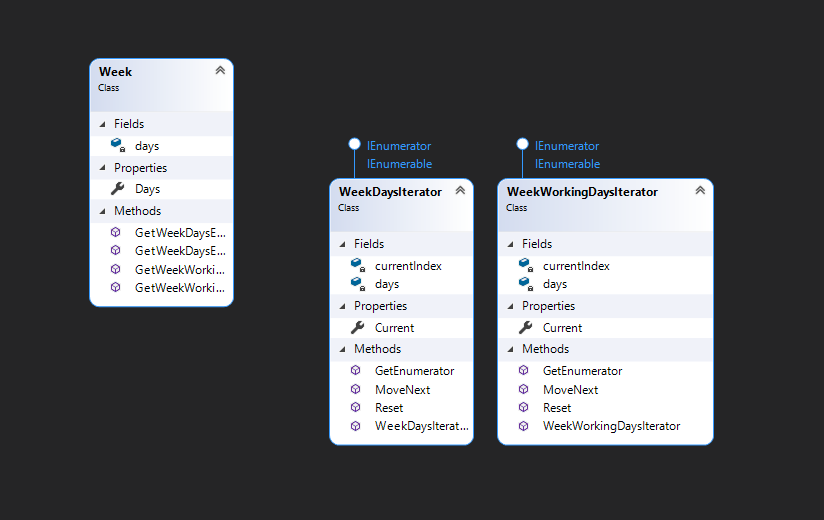 Week
Class
Fields
days
Properties
Days
Methods
GetWeekDaysE...
GetWeekDaysE...
GetWeekWorki...
GetWeekWorki...
IEnumerator
IEnumerable
WeekDaysIterator
Class
Fields
currentIndex
days
Properties
Current
Methods
GetEnumerator
MoveNext
Reset
WeekDaysIterat...
IEnumerator
IEnumerable
WeekWorkingDaysIterator
Class
Fields
currentIndex
days
Properties
Current
Methods
GetEnumerator
MoveNext
Reset
WeekWorkingDaysIterator